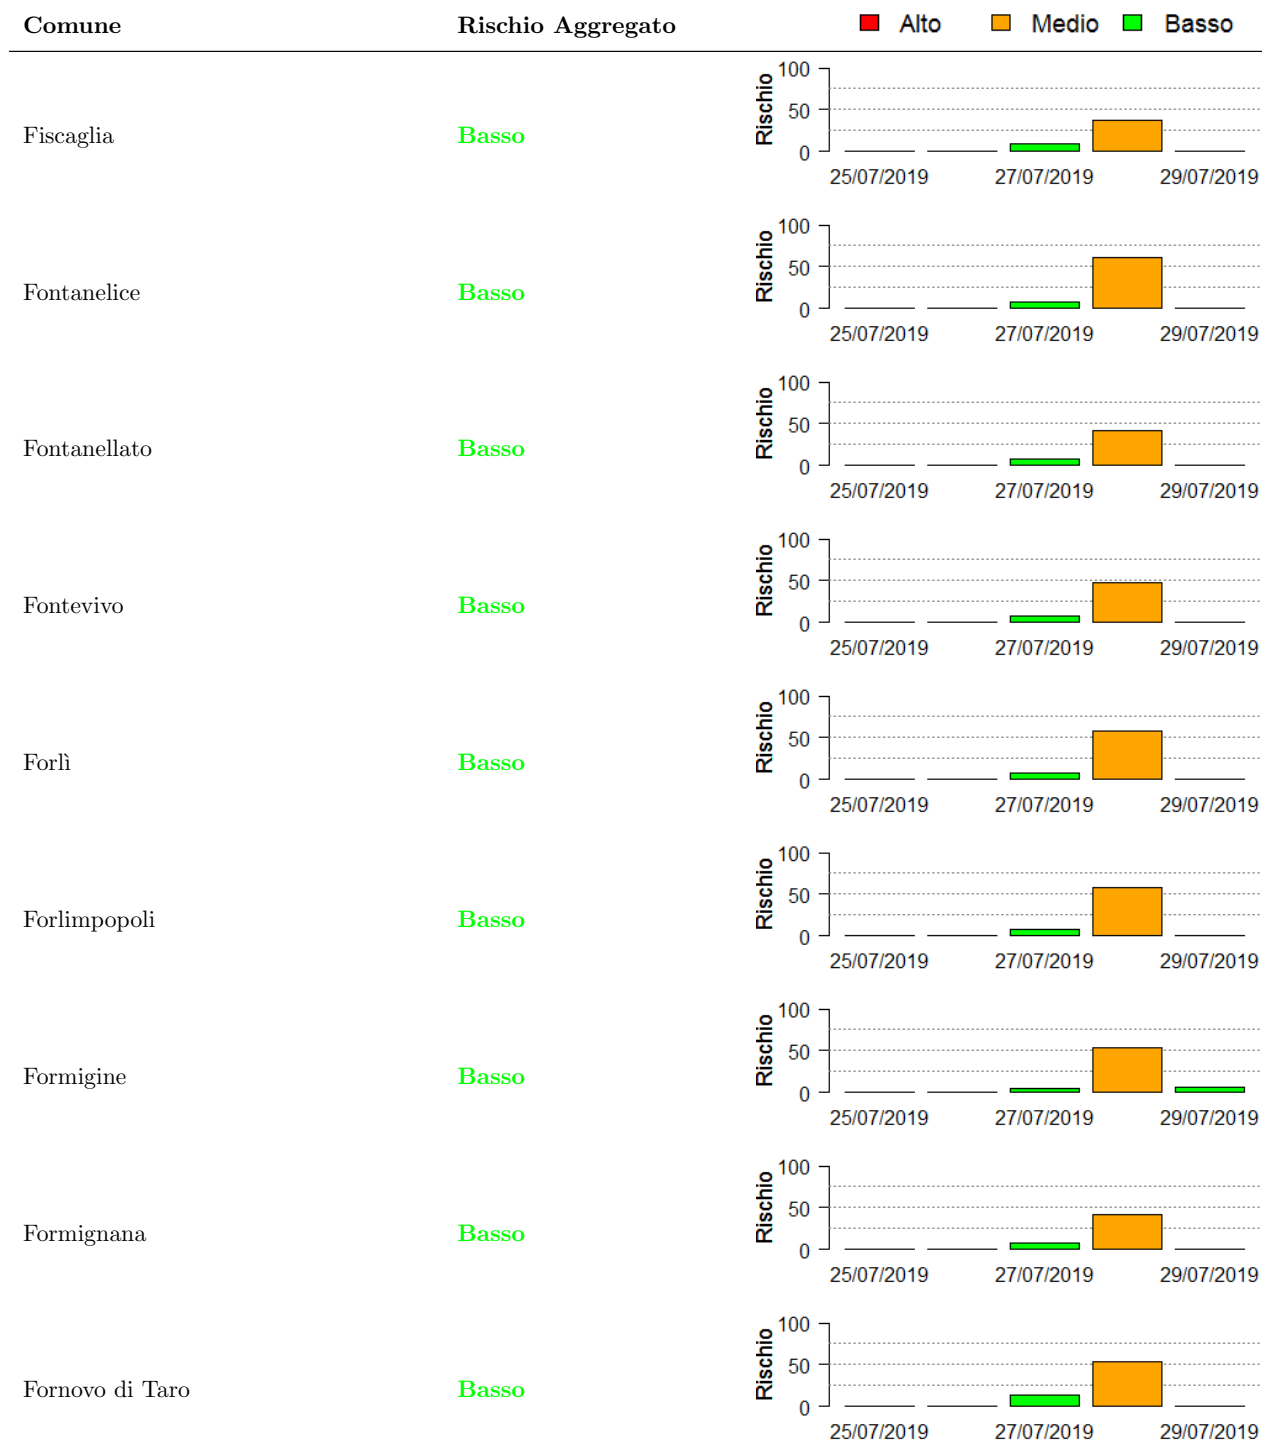 Comune Rischio Aggregato Alto Medio Basso
Fiscaglia Basso
Rischio
100
50
0
25/07/2019 27/07/2019 29/07/2019
Fontanelice Basso
Rischio
100
50
0
25/07/2019 27/07/2019 29/07/2019
Fontanellato Basso
Rischio
100
50
0
25/07/2019 27/07/2019 29/07/2019
Fontevivo Basso
Rischio
100
50
0
25/07/2019 27/07/2019 29/07/2019
Forlì Basso
Rischio
100
50
0
25/07/2019 27/07/2019 29/07/2019
Forlimpopoli Basso
Rischio
100
50
0
25/07/2019 27/07/2019 29/07/2019
Formigine Basso
Rischio
100
50
0
25/07/2019 27/07/2019 29/07/2019
Formignana Basso
Rischio
100
50
0
25/07/2019 27/07/2019 29/07/2019
Fornovo di Taro Basso
Rischio
100
50
0
25/07/2019 27/07/2019 29/07/2019